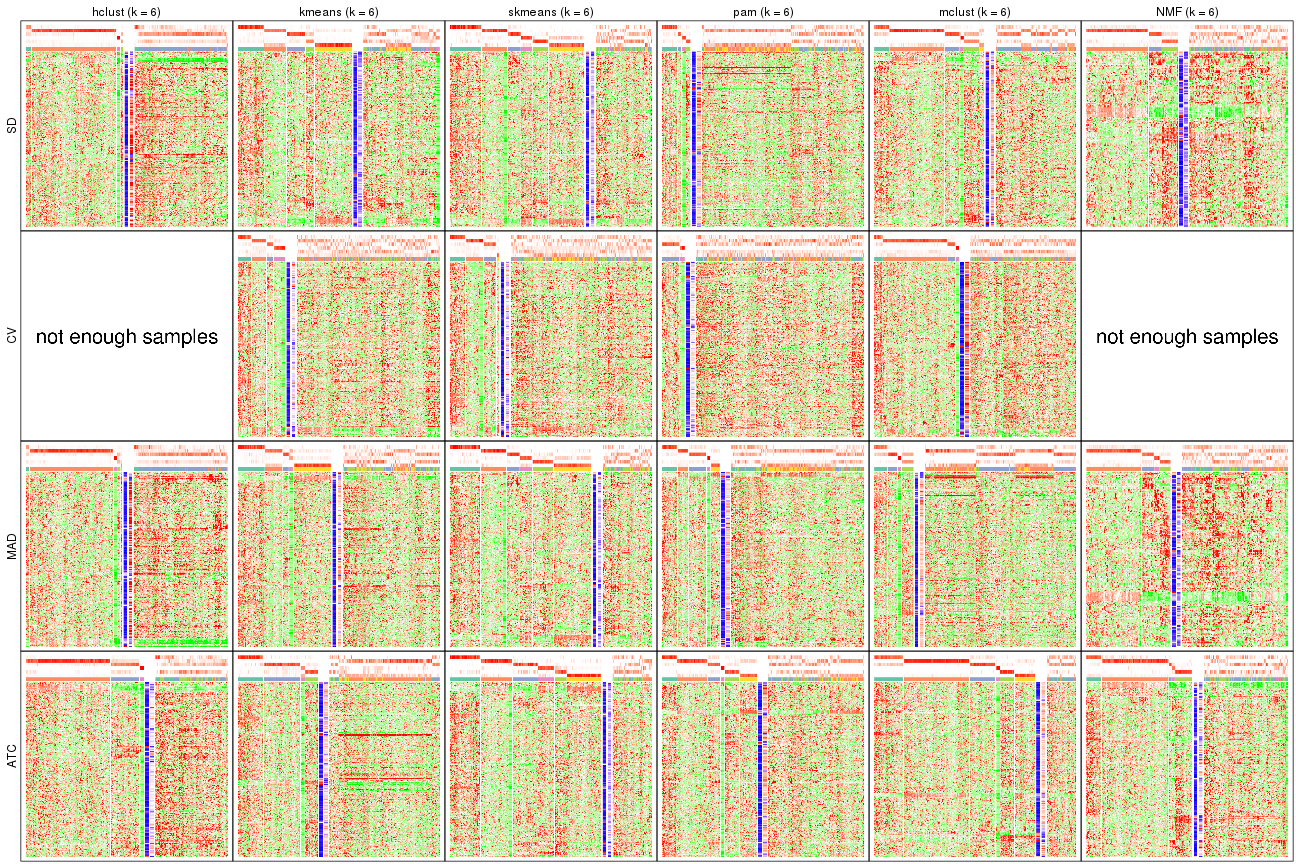 hclust (k = 6)
kmeans (k = 6)
skmeans (k = 6)
pam (k = 6)
mclust (k = 6)
NMF (k = 6)
SD
CV
not enough samples
not enough samples
MAD
ATC